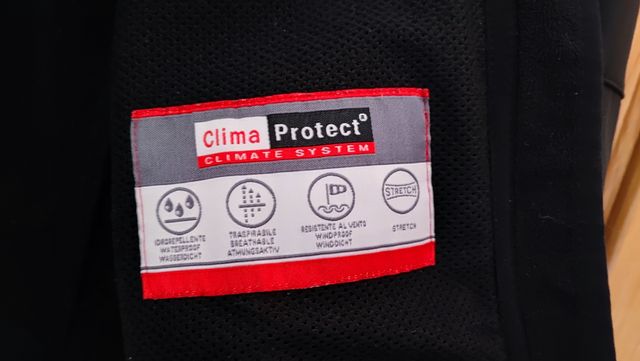 Clima Protect®
CLIMATE SYSTEM
STRETCH
IDROREPELLENTE
WATERPROOF
WASSERDICHT
TRASPIRABILE
BREATHABLE
ATMUNGSAKTIV
RESISTENTE AL VENTO
WINDPROOF
WINDDICHT
STRETCH